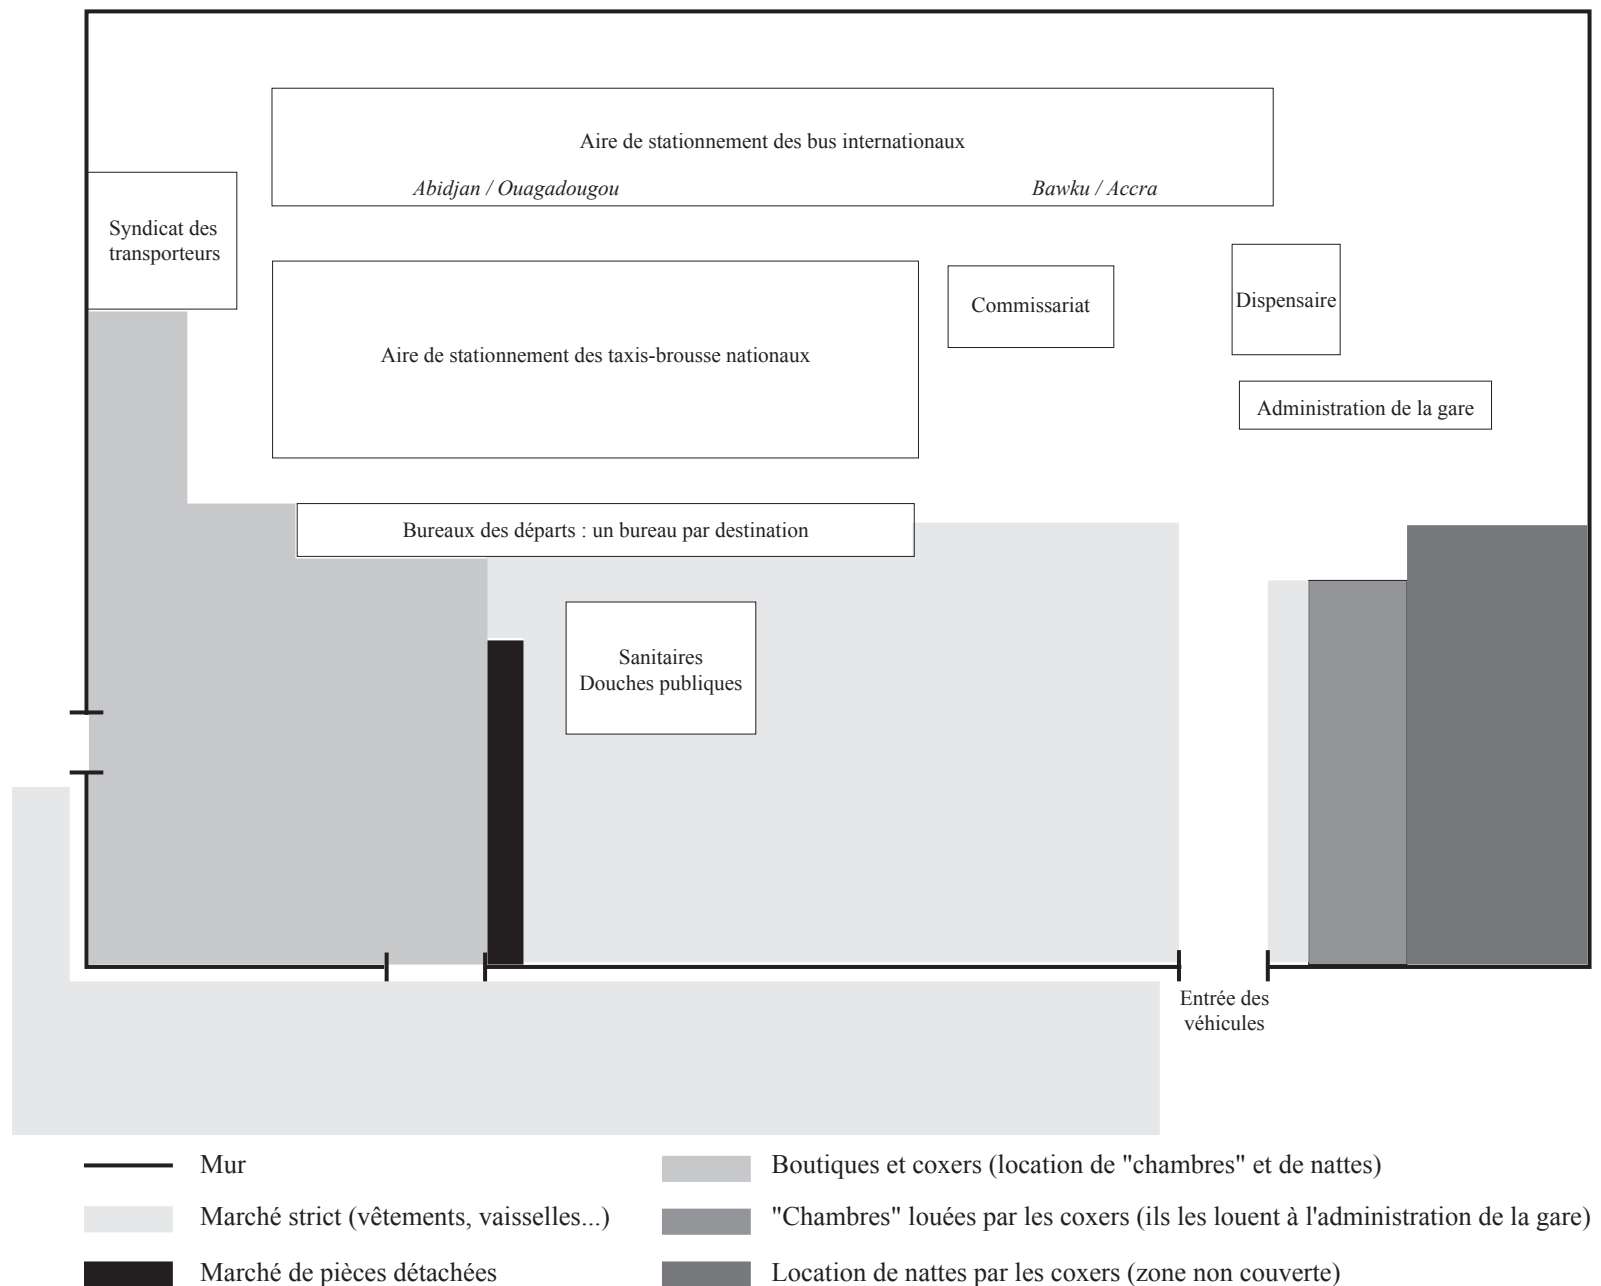 Aire de stationnement des bus internationaux
Abidjan / Ouagadougou
Bawku / Accra
Syndicat des
transporteurs
Commissariat
Dispensaire
Aire de stationnement des taxis-brousse nationaux
Administration de la gare
Bureaux des départs : un bureau par destination
Sanitaires
Douches publiques
Entrée des
véhicules
Mur
Marché strict (vêtements, vaisselles...)
Marché de pièces détachées
Boutiques et coxers (location de "chambres" et de nattes)
"Chambres" louées par les coxers (ils les louent à l'administration de la gare)
Location de nattes par les coxers (zone non couverte)